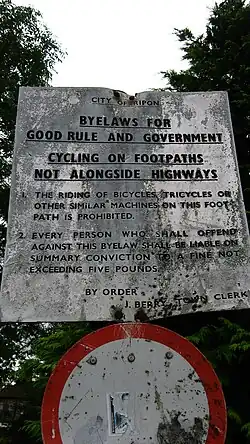 CITY OF RIPON
BYELAWS FOR
GOOD RULE AND GOVERNMENT
CYCLING ON FOOTPATHS
NOT ALONGSIDE HIGHWAYS
1. THE RIDING OF BICYCLES, TRICYCLES OR
OTHER SIMILAR MACHINES ON THIS FOOT-
PATH IS PROHIBITED.
2. EVERY PERSON WHO SHALL OFFEND
AGAINST THIS BYELAW SHALL BE LIABLE ON
SUMMARY CONVICTION TO A FINE NOT
EXCEEDING FIVE POUNDS.
BY ORDER
J. BERRY, TOWN CLERK